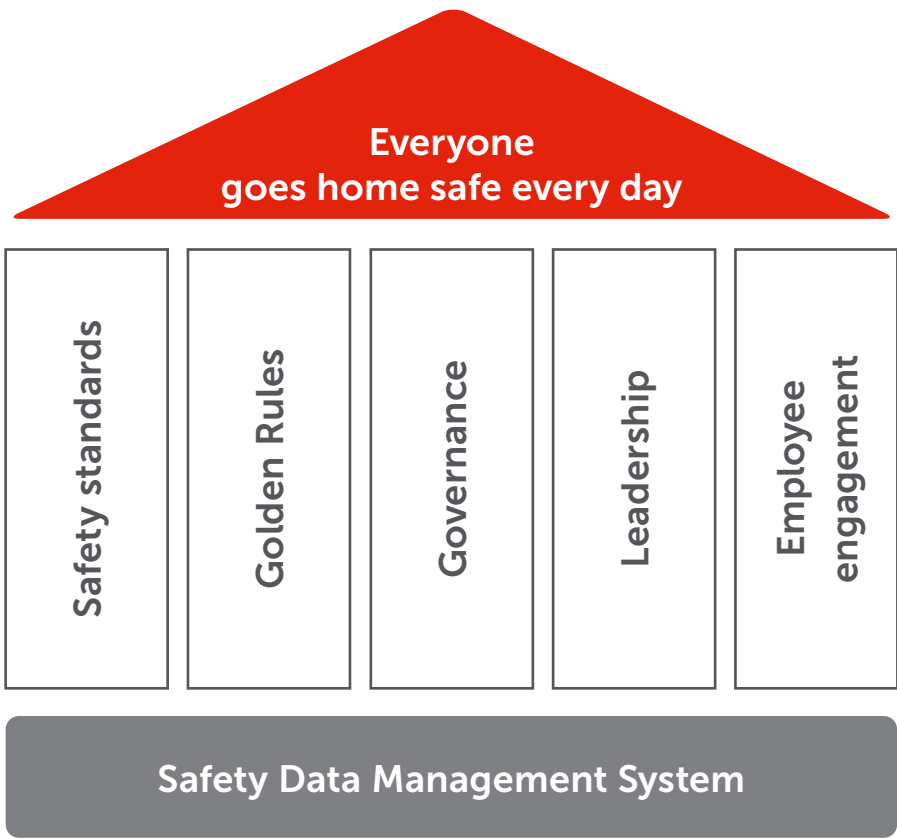 Everyone
goes home safe every day
Safety standards
Golden Rules
Governance
Leadership
Employee
engagement
Safety Data Management System